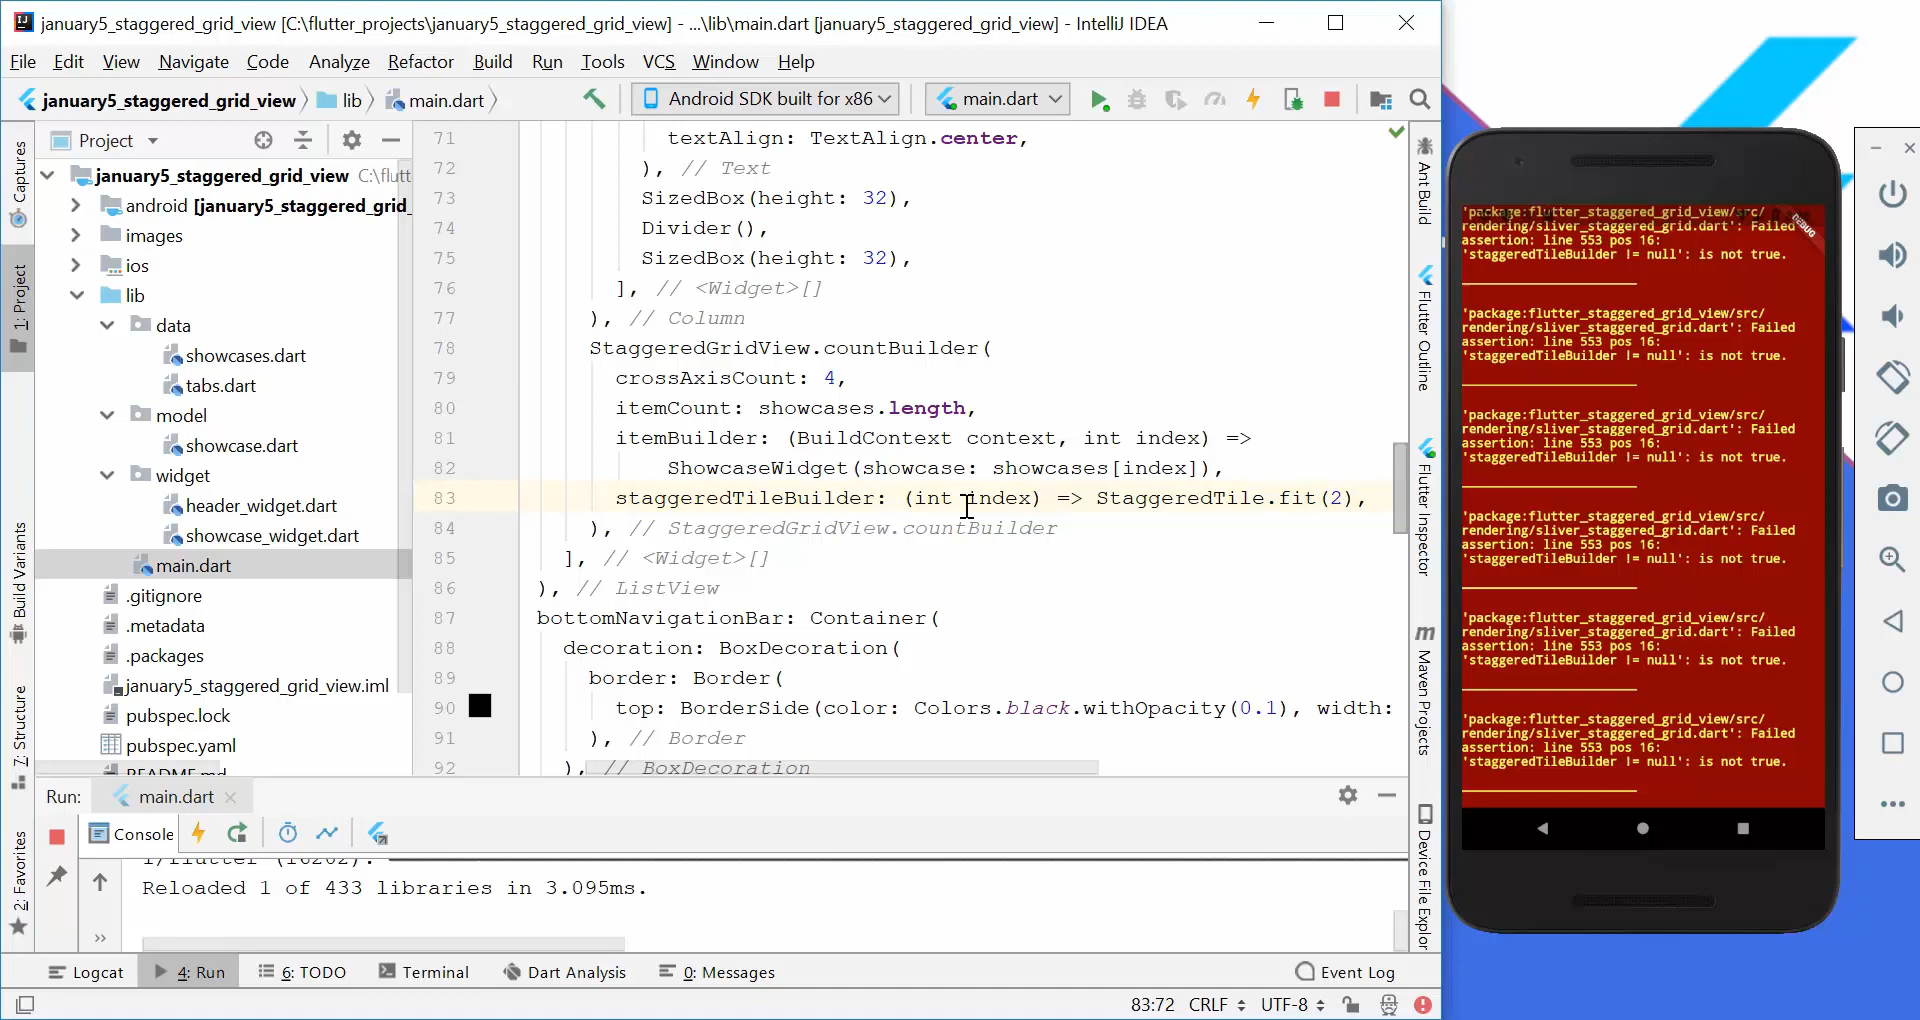 january5_staggered_grid_view [C:\flutter_projects\january5_staggered_grid_view] - ...\lib\main.dart [january5_staggered_grid_view] - IntelliJ IDEA
File Edit View Navigate Code Analyze Refactor Build Run Tools VCS Window Help
january5_staggered_grid_view lib main.dart Android SDK built for x86 main.dart
Project
january5_staggered_grid_view C:\flutt
android [january5_staggered_grid_
images
ios
lib
data
showcases.dart
tabs.dart
model
showcase.dart
widget
header_widget.dart
showcase_widget.dart
main.dart
.gitignore
.metadata
.packages
january5_staggered_grid_view.iml
pubspec.lock
pubspec.yaml
README.md
Captures
1: Project
Build Variants
7: Structure
2: Favorites
71 textAlign: TextAlign.center,
72 ), // Text
73 SizedBox(height: 32),
74 Divider(),
75 SizedBox(height: 32),
76 ], // <Widget>[]
77 ), // Column
78 StaggeredGridView.countBuilder(
79 crossAxisCount: 4,
80 itemCount: showcases.length,
81 itemBuilder: (BuildContext context, int index) =>
82 ShowcaseWidget(showcase: showcases[index]),
83 staggeredTileBuilder: (int index) => StaggeredTile.fit(2),
84 ), // StaggeredGridView.countBuilder
85 ], // <Widget>[]
86 ), // ListView
87 bottomNavigationBar: Container(
88 decoration: BoxDecoration(
89 border: Border(
90 top: BorderSide(color: Colors.black.withOpacity(0.1), width:
91 ), // Border
92 ), // BoxDecoration
Ant Build
Flutter Outline
Flutter Inspector
Maven Projects
Device File Explor
Run: main.dart
Console
I/flutter (16202):
Reloaded 1 of 433 libraries in 3.095ms.
Logcat 4: Run 6: TODO Terminal Dart Analysis 0: Messages Event Log
83:72 CRLF UTF-8
DEBUG
'package:flutter_staggered_grid_view/src/
rendering/sliver_staggered_grid.dart': Failed
assertion: line 553 pos 16:
'staggeredTileBuilder != null': is not true.
'package:flutter_staggered_grid_view/src/
rendering/sliver_staggered_grid.dart': Failed
assertion: line 553 pos 16:
'staggeredTileBuilder != null': is not true.
'package:flutter_staggered_grid_view/src/
rendering/sliver_staggered_grid.dart': Failed
assertion: line 553 pos 16:
'staggeredTileBuilder != null': is not true.
'package:flutter_staggered_grid_view/src/
rendering/sliver_staggered_grid.dart': Failed
assertion: line 553 pos 16:
'staggeredTileBuilder != null': is not true.
'package:flutter_staggered_grid_view/src/
rendering/sliver_staggered_grid.dart': Failed
assertion: line 553 pos 16:
'staggeredTileBuilder != null': is not true.
'package:flutter_staggered_grid_view/src/
rendering/sliver_staggered_grid.dart': Failed
assertion: line 553 pos 16:
'staggeredTileBuilder != null': is not true.